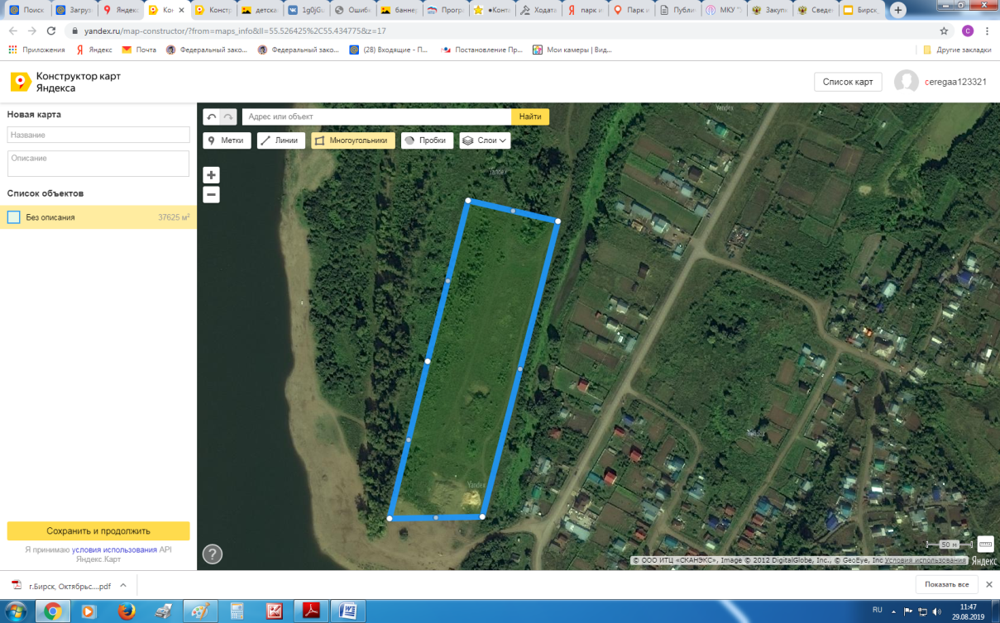 Поиск
Загруз
Яндекс
Кон
Констр
детска
1g0jGc
Ошибк
баннер
Прогр
●Конта
Ходата
парк и
Парк и
Публи
МКУ "
Закупк
Сведе
Бирск_
yandex.ru/map-constructor/?from=maps_info&ll=55.526425%2C55.434775&z=17
Приложения
Яндекс
Почта
Федеральный зако...
Федеральный зако...
(28) Входящие - П...
Постановление Пр...
Мои камеры | Вид...
Другие закладки
Конструктор карт
Яндекса
Список карт
ceregaa123321
Новая карта
Название
Описание
Список объектов
Без описания
37625 м²
Адрес или объект
Найти
Метки
Линии
Многоугольники
Пробки
Слои
Yandex
Yandex
Yandex
Yandex
50 м
© ООО ИТЦ «СКАНЭКС», Image © 2012 DigitalGlobe, Inc., © GeoEye, Inc Условия использования
Яндекс
Сохранить и продолжить
Я принимаю условия использования API
Яндекс.Карт
?
г.Бирск, Октябрьс....pdf
Показать все
RU
11:47
29.08.2019